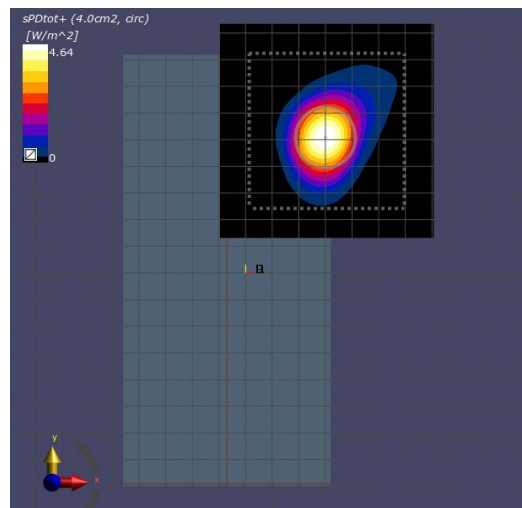 sPDtot+ (4.0cm2, circ)
[W/m^2]
4.64
0
y
x